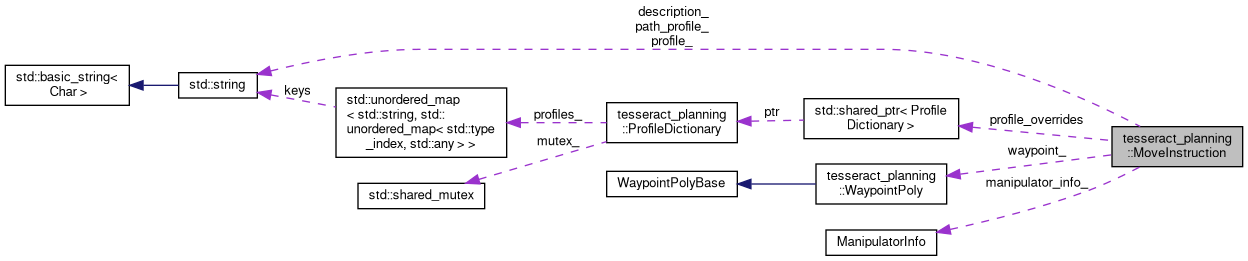 description_
path_profile_
profile_
std::basic_string<
Char >
std::string
keys
std::unordered_map
< std::string, std::
unordered_map< std::type
_index, std::any > >
profiles_
mutex_
std::shared_mutex
tesseract_planning
::ProfileDictionary
ptr
std::shared_ptr< Profile
Dictionary >
profile_overrides
WaypointPolyBase
tesseract_planning
::WaypointPoly
waypoint_
manipulator_info_
ManipulatorInfo
tesseract_planning
::MoveInstruction